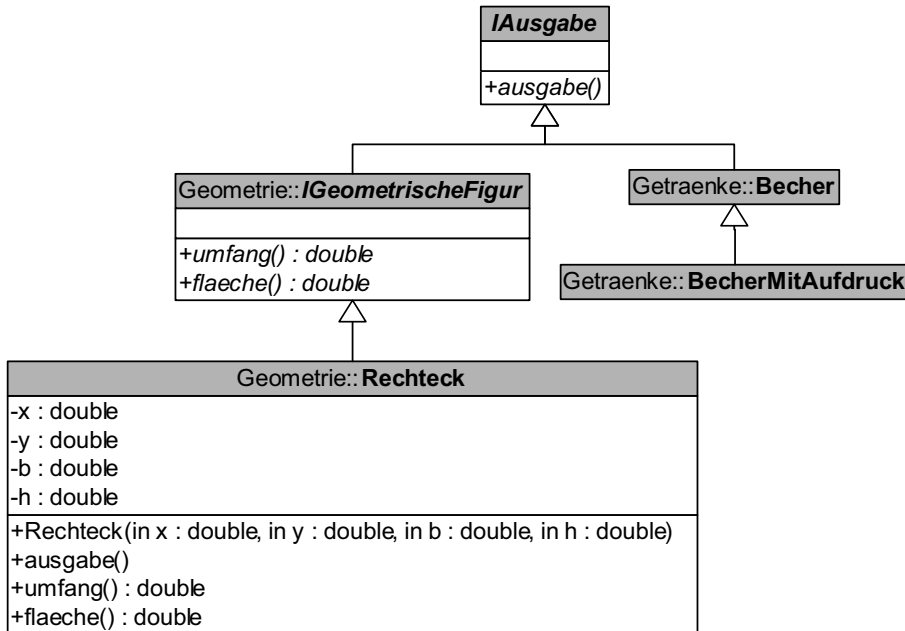 IAusgabe
+ausgabe()
Geometrie::IGeometrischeFigur
+umfang() : double
+flaeche() : double
Getraenke::Becher
Getraenke::BecherMitAufdruck
Geometrie::Rechteck
-x : double
-y : double
-b : double
-h : double
+Rechteck(in x : double, in y : double, in b : double, in h : double)
+ausgabe()
+umfang() : double
+flaeche() : double